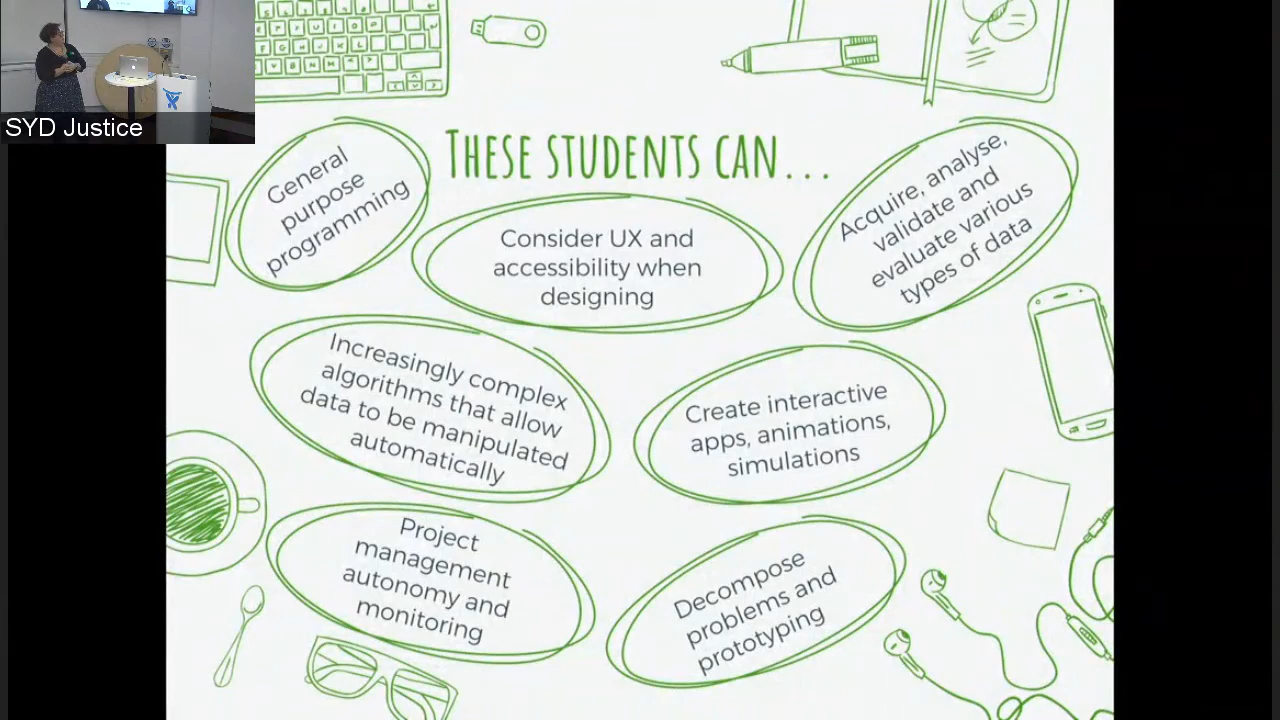 SYD Justice
THESE STUDENTS CAN...
General
purpose
programming
Consider UX and
accessibility when
designing
Acquire, analyse,
validate and
evaluate various
types of data
Increasingly complex
algorithms that allow
data to be manipulated
automatically
Create interactive
apps, animations,
simulations
Project
management
autonomy and
monitoring
Decompose
problems and
prototyping